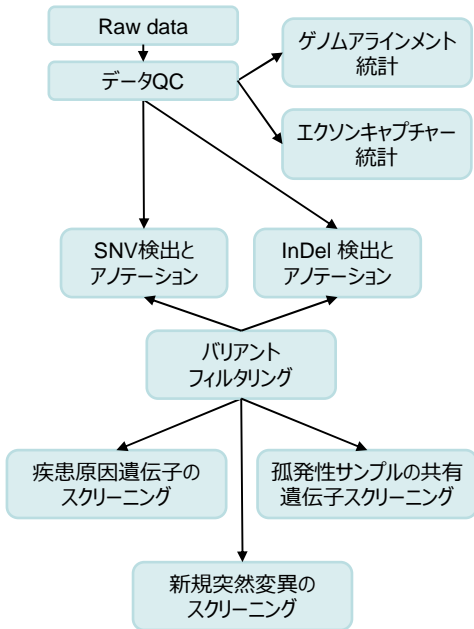 Raw data
データQC
ゲノムアラインメント
統計
エクソンキャプチャー
統計
SNV検出と
アノテーション
InDel 検出と
アノテーション
バリアント
フィルタリング
疾患原因遺伝子の
スクリーニング
孤発性サンプルの共有
遺伝子スクリーニング
新規突然変異の
スクリーニング